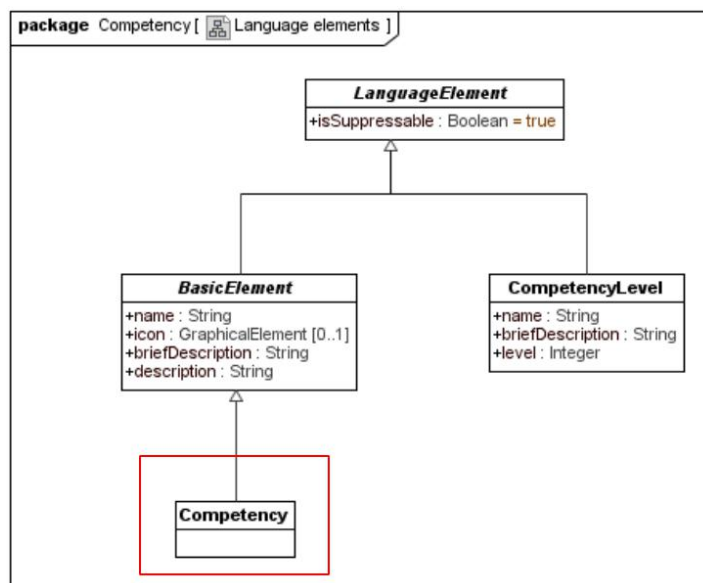 package Competency [ Language elements ]
LanguageElement
+isSuppressable : Boolean = true
BasicElement
+name : String
+icon : GraphicalElement [0..1]
+briefDescription : String
+description : String
CompetencyLevel
+name : String
+briefDescription : String
+level : Integer
Competency